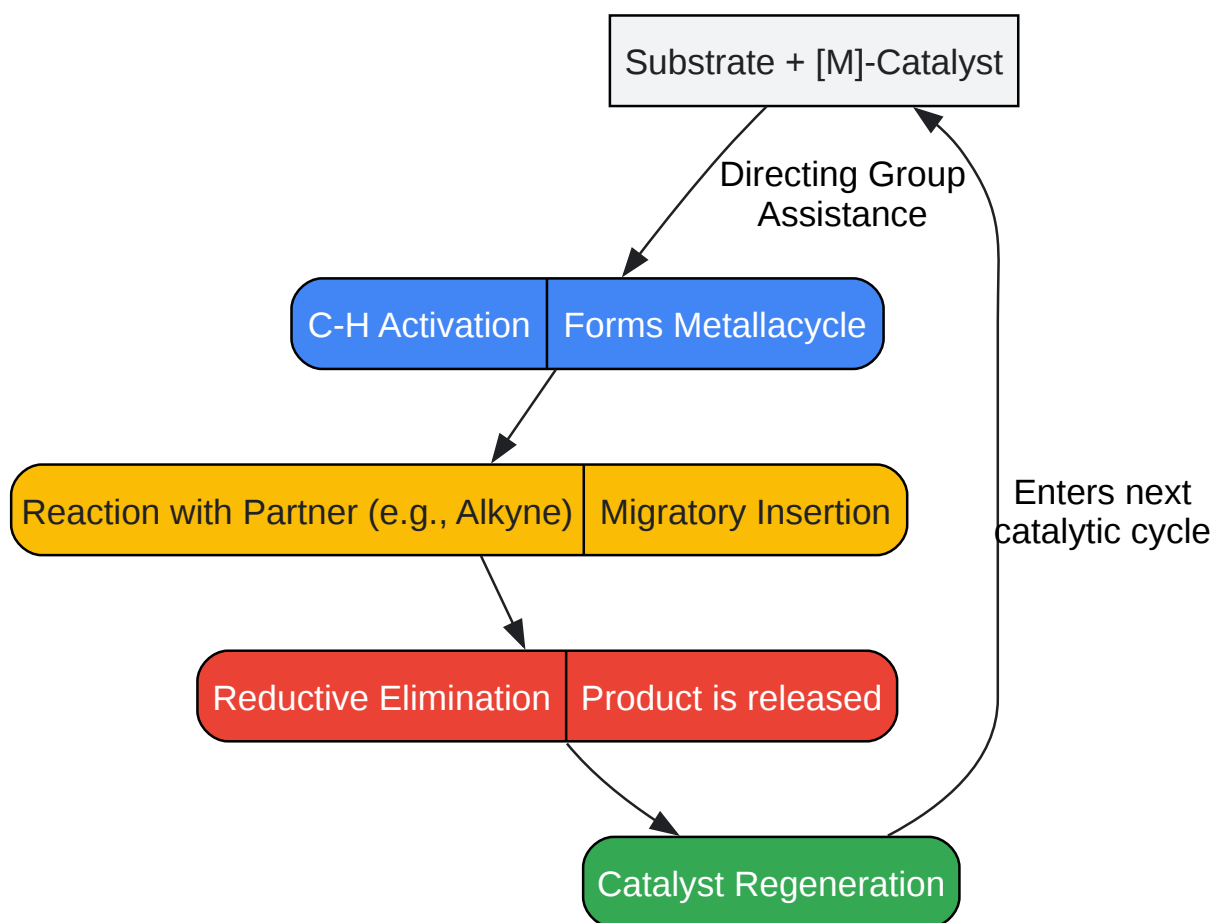 Substrate + [M]-Catalyst
Directing Group
Assistance
C-H Activation
Forms Metallacycle
Reaction with Partner (e.g., Alkyne)
Migratory Insertion
Enters next
catalytic cycle
Reductive Elimination
Product is released
Catalyst Regeneration